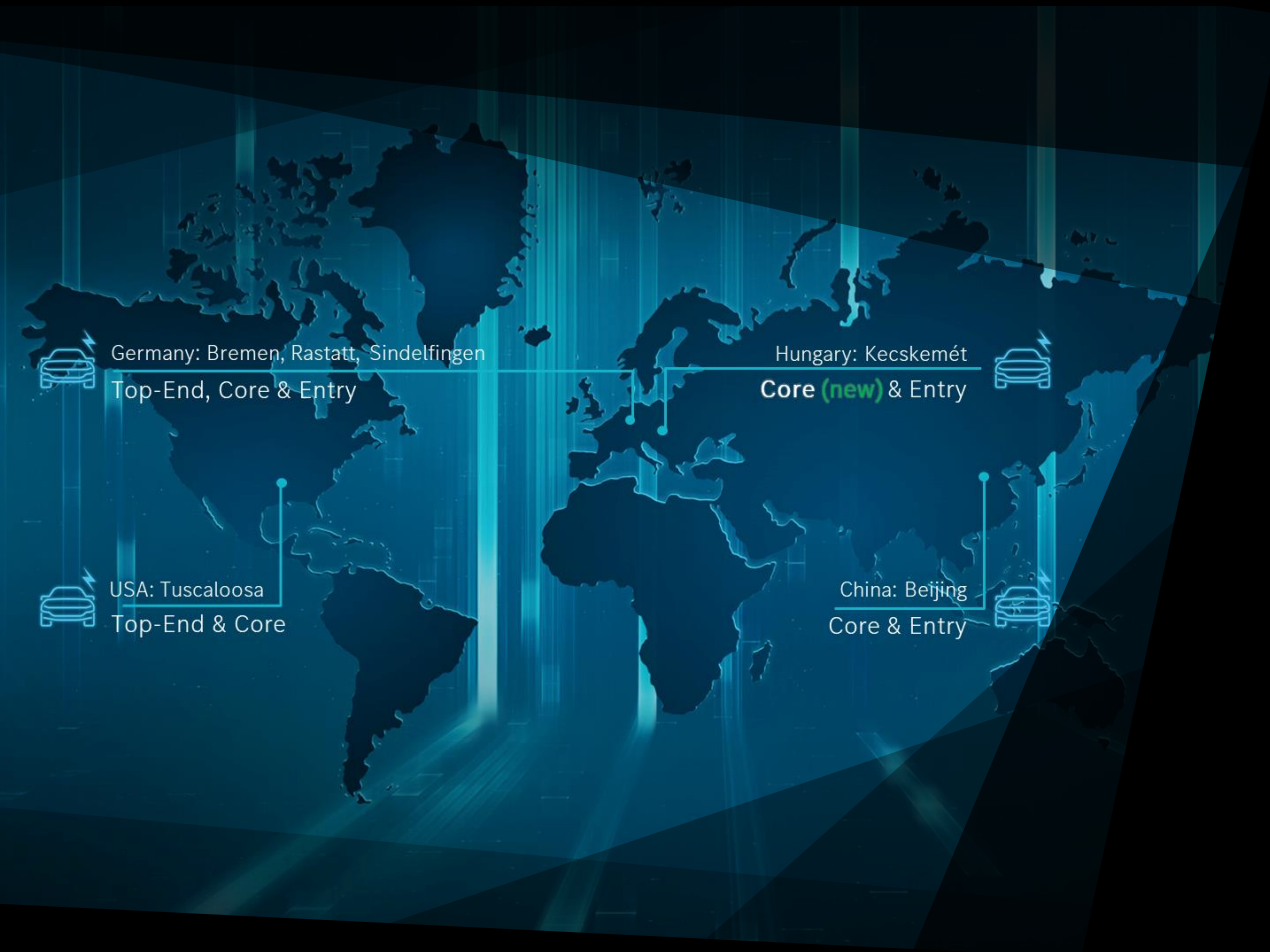 Germany: Bremen, Rastatt, Sindelfingen
Top-End, Core & Entry
Hungary: Kecskemét
Core (new) & Entry
USA: Tuscaloosa
Top-End & Core
China: Beijing
Core & Entry